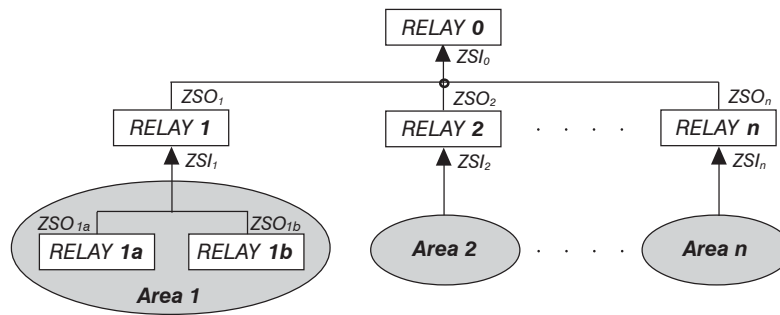 RELAY 0
ZSI0
ZSO1 ZSO2 ZSOn
RELAY 1 RELAY 2 . . . . RELAY n
ZSI1 ZSI2 ZSIn
ZSO1a ZSO1b
RELAY 1a RELAY 1b Area 2 . . . . Area n
Area 1